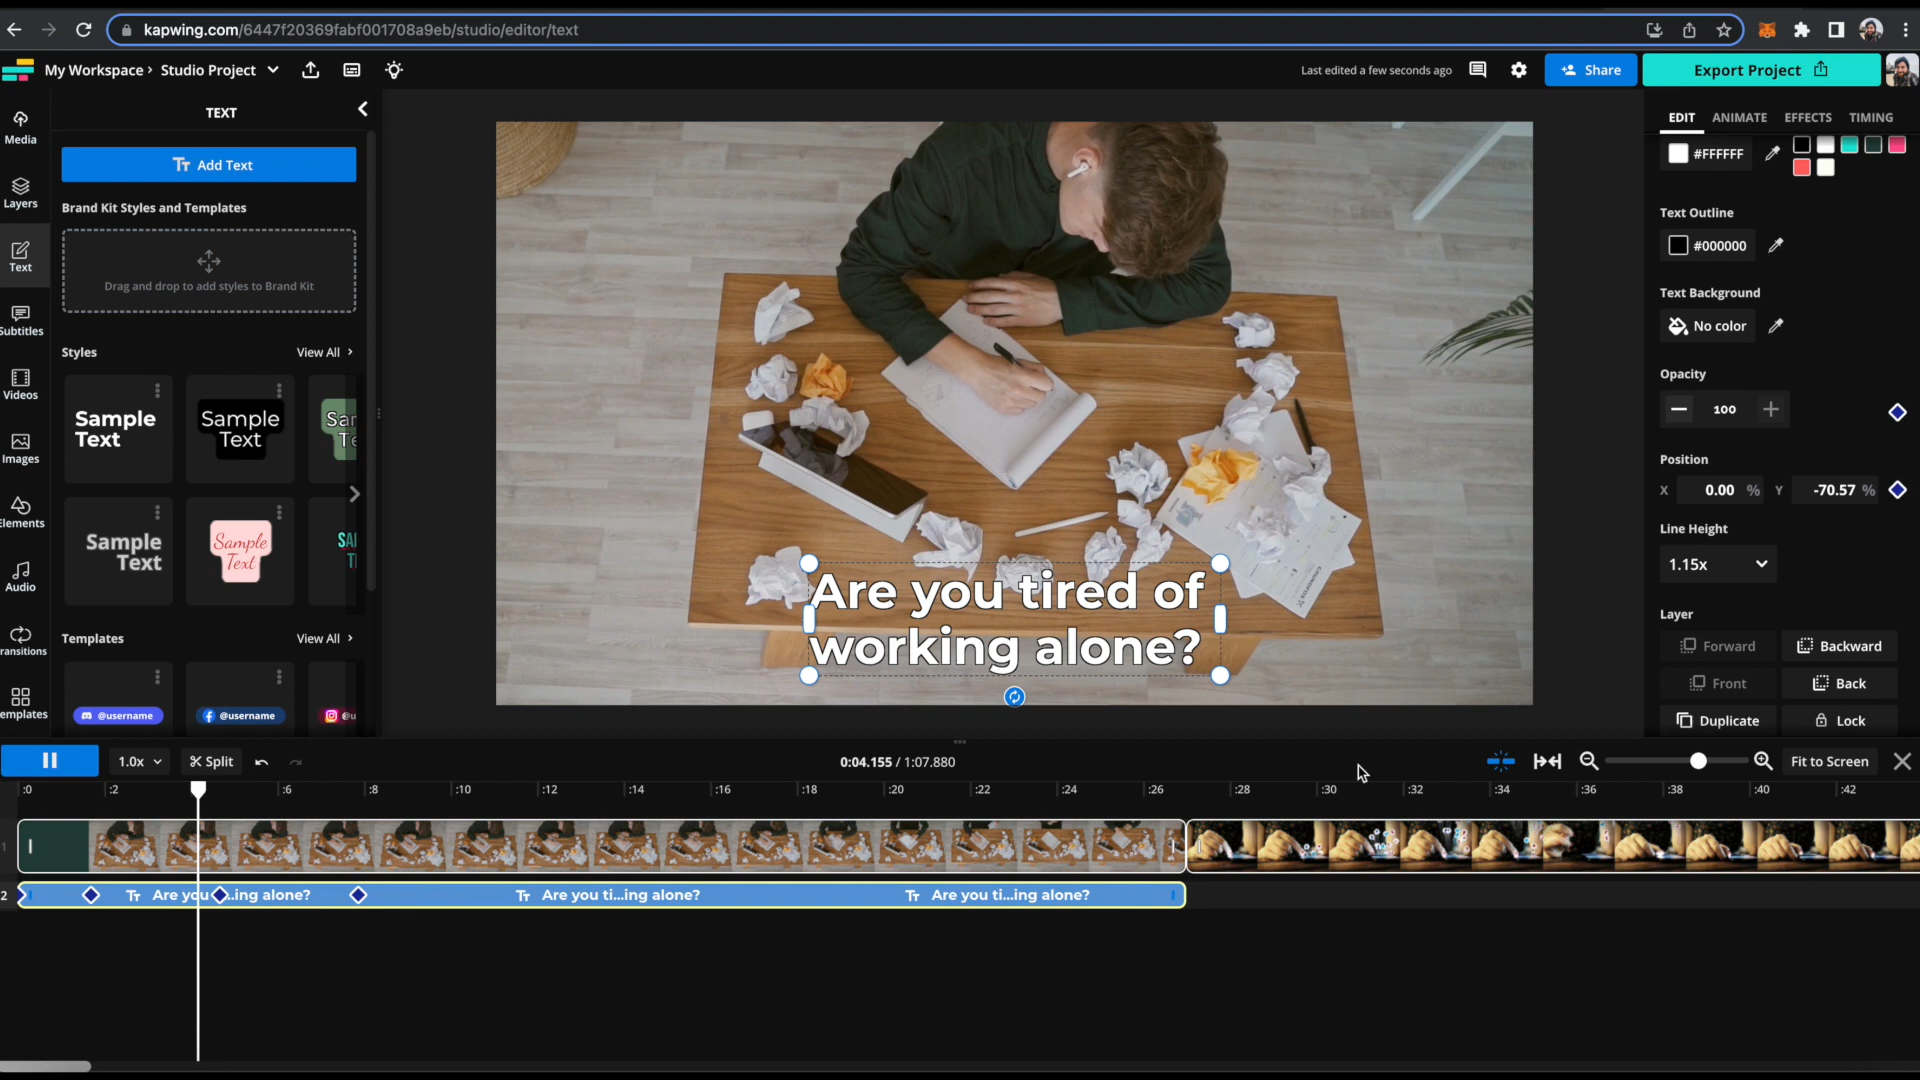 kapwing.com/6447f20369fabf001708a9eb/studio/editor/text
My Workspace › Studio Project
Last edited a few seconds ago
Share
Export Project
Media
Layers
Text
Subtitles
Videos
Images
Elements
Audio
ransitions
emplates
TEXT
Add Text
Brand Kit Styles and Templates
Drag and drop to add styles to Brand Kit
Styles
View All ›
Sample
Text
Sample
Text
Sar
Te
Sample
Text
Sample
Text
SAI
T
Templates
View All ›
@username
@username
@u
Are you tired of
working alone?
EDIT ANIMATE EFFECTS TIMING
#FFFFFF
Text Outline
#000000
Text Background
No color
Opacity
100
Position
X 0.00 % Y -70.57 %
Line Height
1.15x
Layer
Forward
Backward
Front
Back
Duplicate
Lock
1.0x
Split
0:04.155 / 1:07.880
Fit to Screen
:0 :2 :6 :8 :10 :12 :14 :16 :18 :20 :22 :24 :26 :28 :30 :32 :34 :36 :38 :40 :42
1
2
Are you ...ing alone?
Are you ti...ing alone?
Are you ti...ing alone?